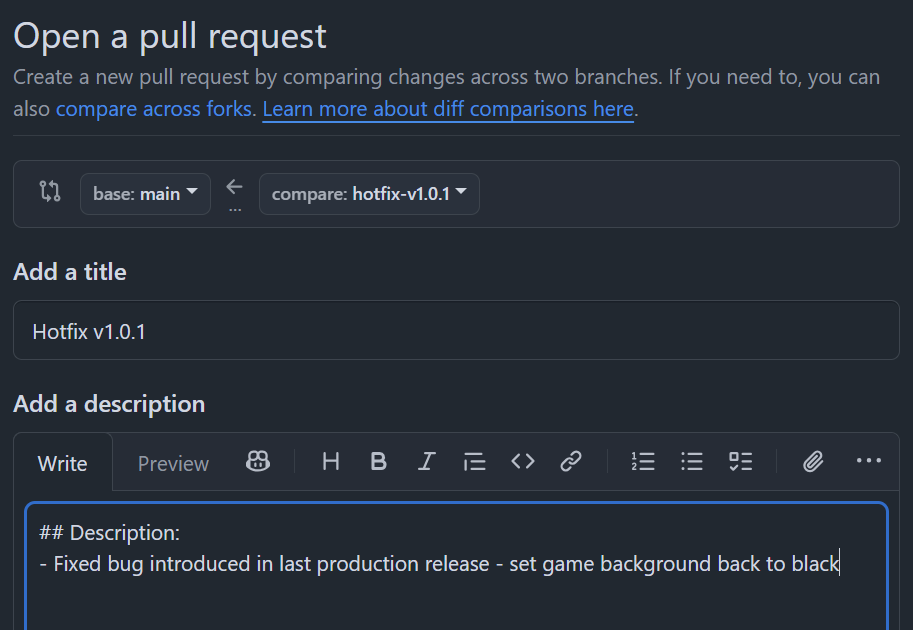 Open a pull request
Create a new pull request by comparing changes across two branches. If you need to, you can
also compare across forks. Learn more about diff comparisons here.
base: main
compare: hotfix-v1.0.1
Add a title
Hotfix v1.0.1
Add a description
Write Preview
## Description:
- Fixed bug introduced in last production release - set game background back to black